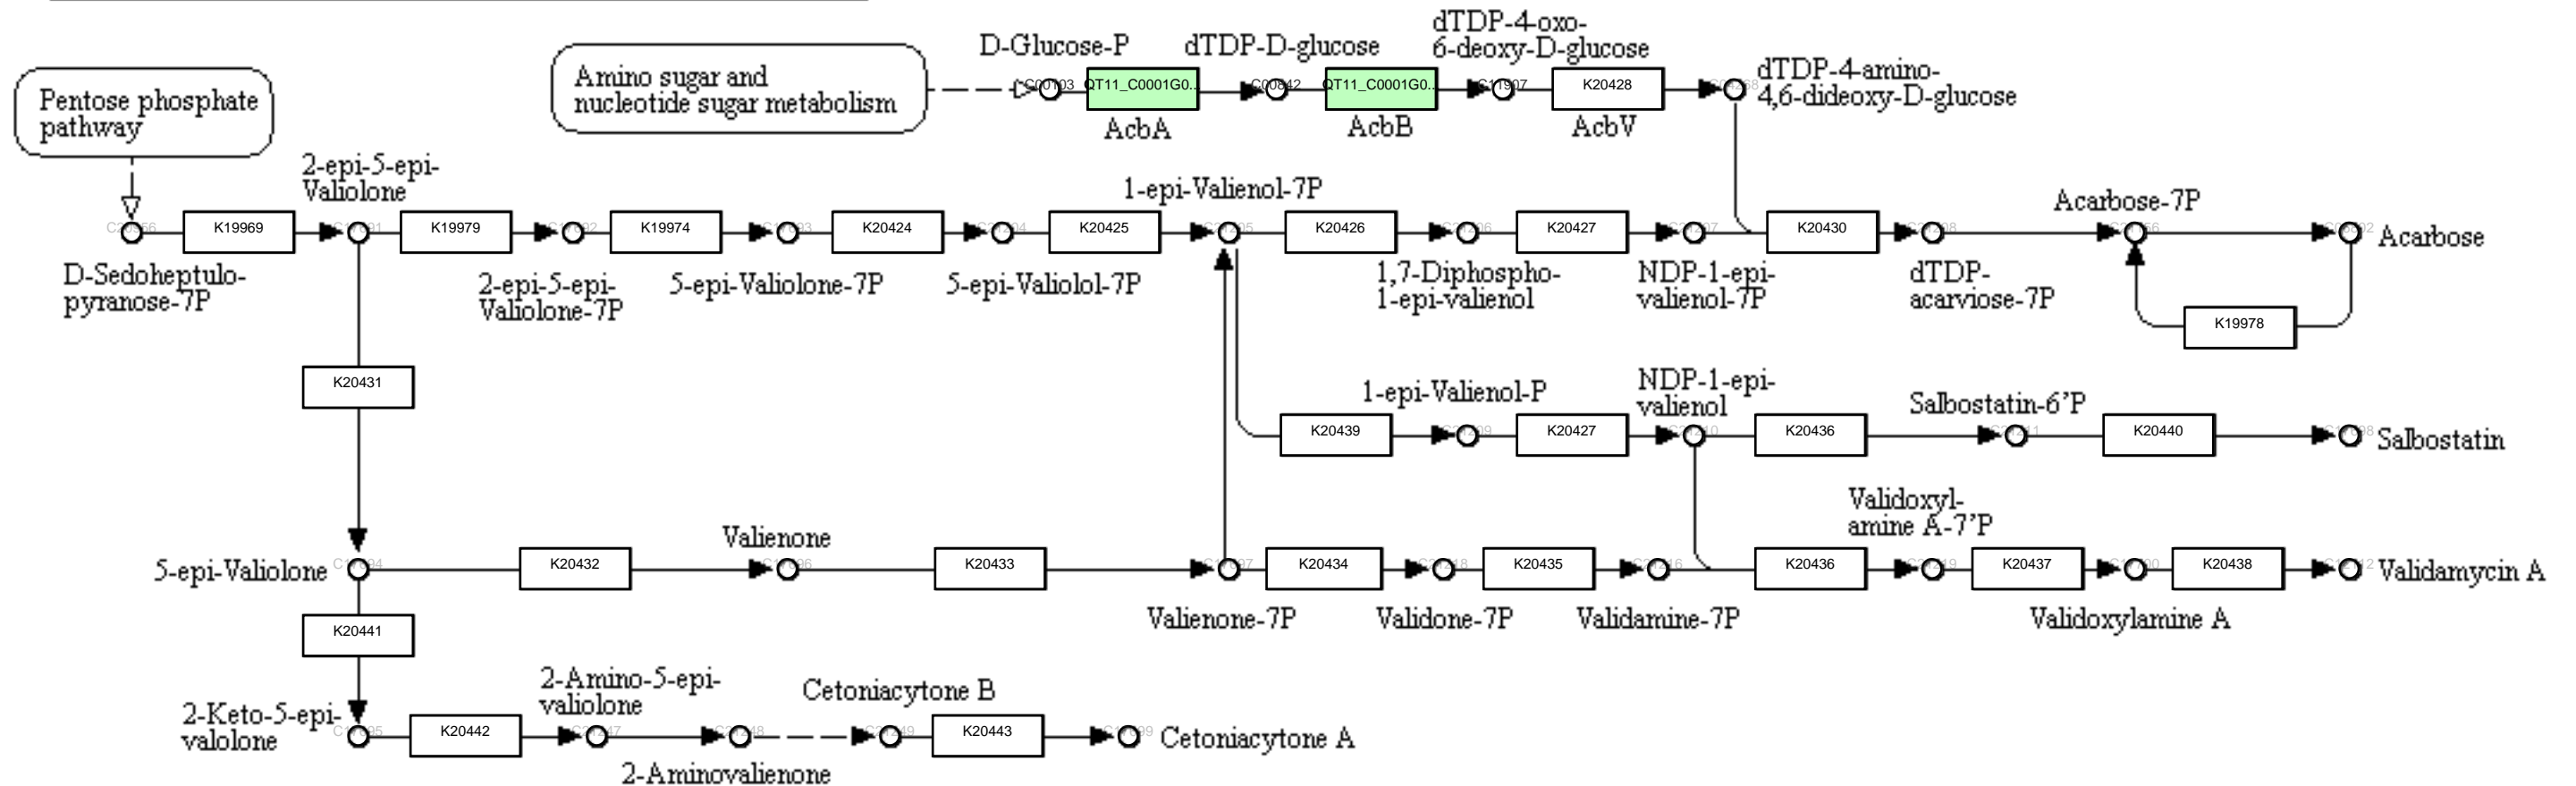 D-Glucose-P
dTDP-D-glucose
dTDP-4-oxo-
6-deoxy-D-glucose
Amino sugar and
nucleotide sugar metabolism
QT11_C0001G0..
QT11_C0001G0..
K20428
dTDP-4-amino-
4,6-dideoxy-D-glucose
AcbA
AcbB
AcbV
Pentose phosphate
pathway
2-epi-5-epi-
Valiolone
1-epi-Valienol-7P
Acarbose-7P
K19969
K19979
K19974
K20424
K20425
K20426
K20427
K20430
Acarbose
D-Sedoheptulo-
pyranose-7P
2-epi-5-epi-
Valiolone-7P
5-epi-Valiolone-7P
5-epi-Valiolol-7P
1,7-Diphospho-
1-epi-valienol
NDP-1-epi-
valienol-7P
dTDP-
acarviose-7P
K19978
K20431
1-epi-Valienol-P
NDP-1-epi-
valienol
Salbostatin-6’P
K20439
K20427
K20436
K20440
Salbostatin
Valienone
Validoxyl-
amine A-7’P
5-epi-Valiolone
K20432
K20433
K20434
K20435
K20436
K20437
K20438
Validamycin A
Valienone-7P
Validone-7P
Validamine-7P
Validoxylamine A
K20441
2-Amino-5-epi-
valiolone
Cetoniacytone B
2-Keto-5-epi-
valolone
K20442
K20443
Cetoniacytone A
2-Aminovalienone